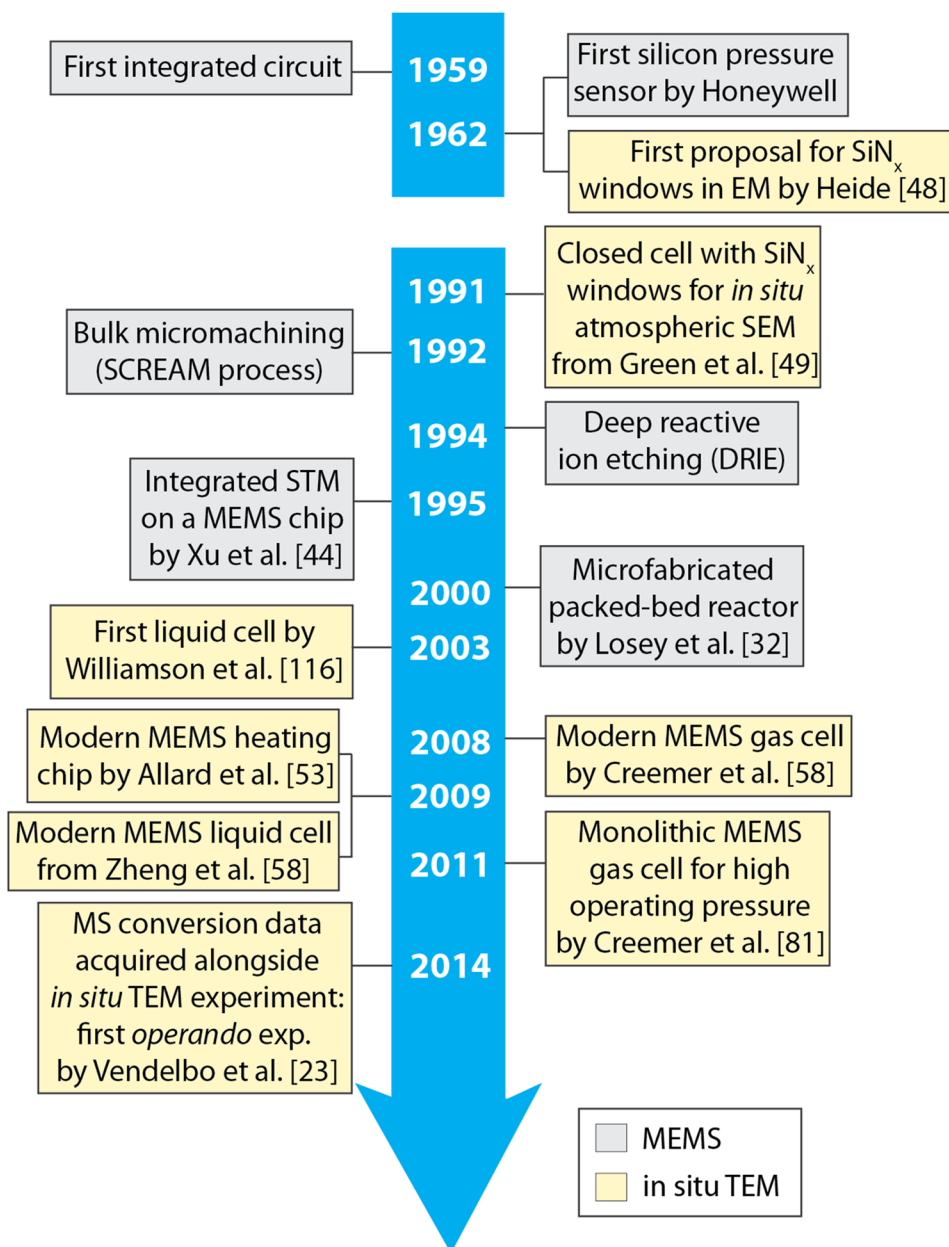 First integrated circuit
1959
First silicon pressure
sensor by Honeywell
1962
First proposal for SiNₓ
windows in EM by Heide [48]
1991
Closed cell with SiNₓ
windows for in situ
atmospheric SEM
from Green et al. [49]
Bulk micromachining
(SCREAM process)
1992
1994
Deep reactive
ion etching (DRIE)
Integrated STM
on a MEMS chip
by Xu et al. [44]
1995
2000
Microfabricated
packed-bed reactor
by Losey et al. [32]
First liquid cell by
Williamson et al. [116]
2003
2008
Modern MEMS gas cell
by Creemer et al. [58]
Modern MEMS heating
chip by Allard et al. [53]
2009
Modern MEMS liquid cell
from Zheng et al. [58]
2011
Monolithic MEMS
gas cell for high
operating pressure
by Creemer et al. [81]
MS conversion data
acquired alongside
in situ TEM experiment:
first operando exp.
by Vendelbo et al. [23]
2014
MEMS
in situ TEM